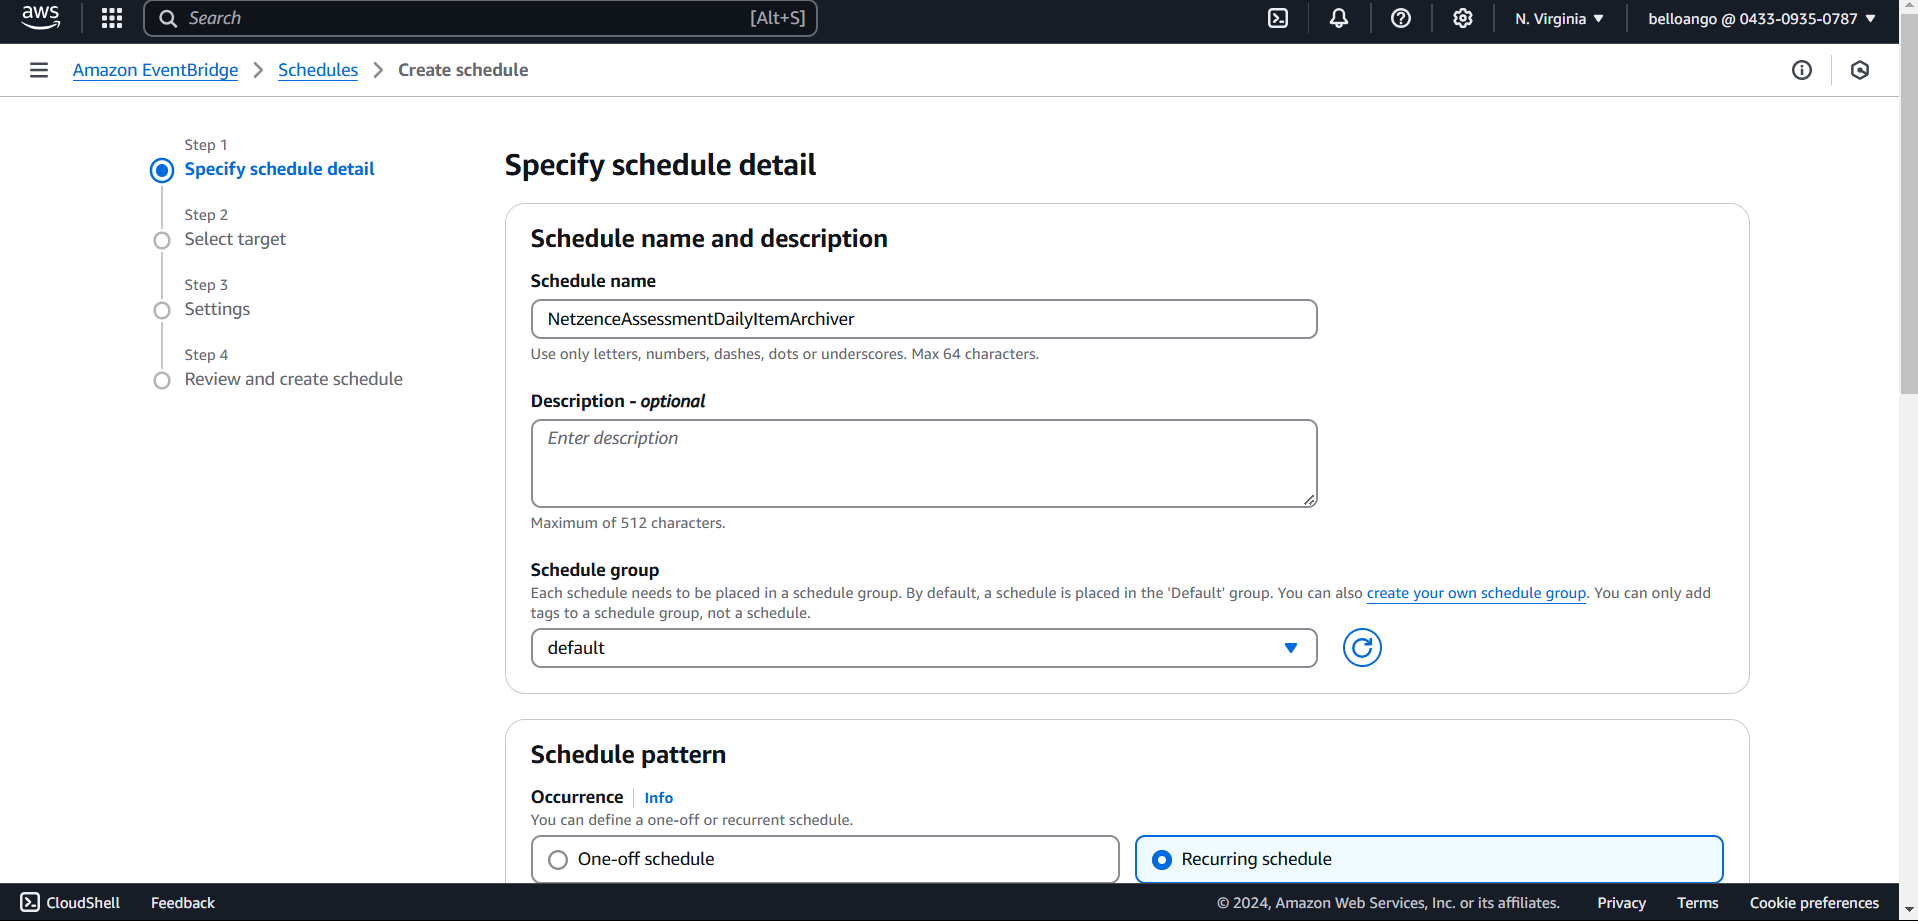 aws
Search [Alt+S]
N. Virginia
belloango @ 0433-0935-0787
Amazon EventBridge
Schedules
Create schedule
Step 1
Specify schedule detail
Step 2
Select target
Step 3
Settings
Step 4
Review and create schedule
Specify schedule detail
Schedule name and description
Schedule name
NetzenceAssessmentDailyItemArchiver
Use only letters, numbers, dashes, dots or underscores. Max 64 characters.
Description - optional
Enter description
Maximum of 512 characters.
Schedule group
Each schedule needs to be placed in a schedule group. By default, a schedule is placed in the 'Default' group. You can also create your own schedule group. You can only add
tags to a schedule group, not a schedule.
default
Schedule pattern
Occurrence Info
You can define a one-off or recurrent schedule.
One-off schedule
Recurring schedule
CloudShell
Feedback
© 2024, Amazon Web Services, Inc. or its affiliates.
Privacy
Terms
Cookie preferences